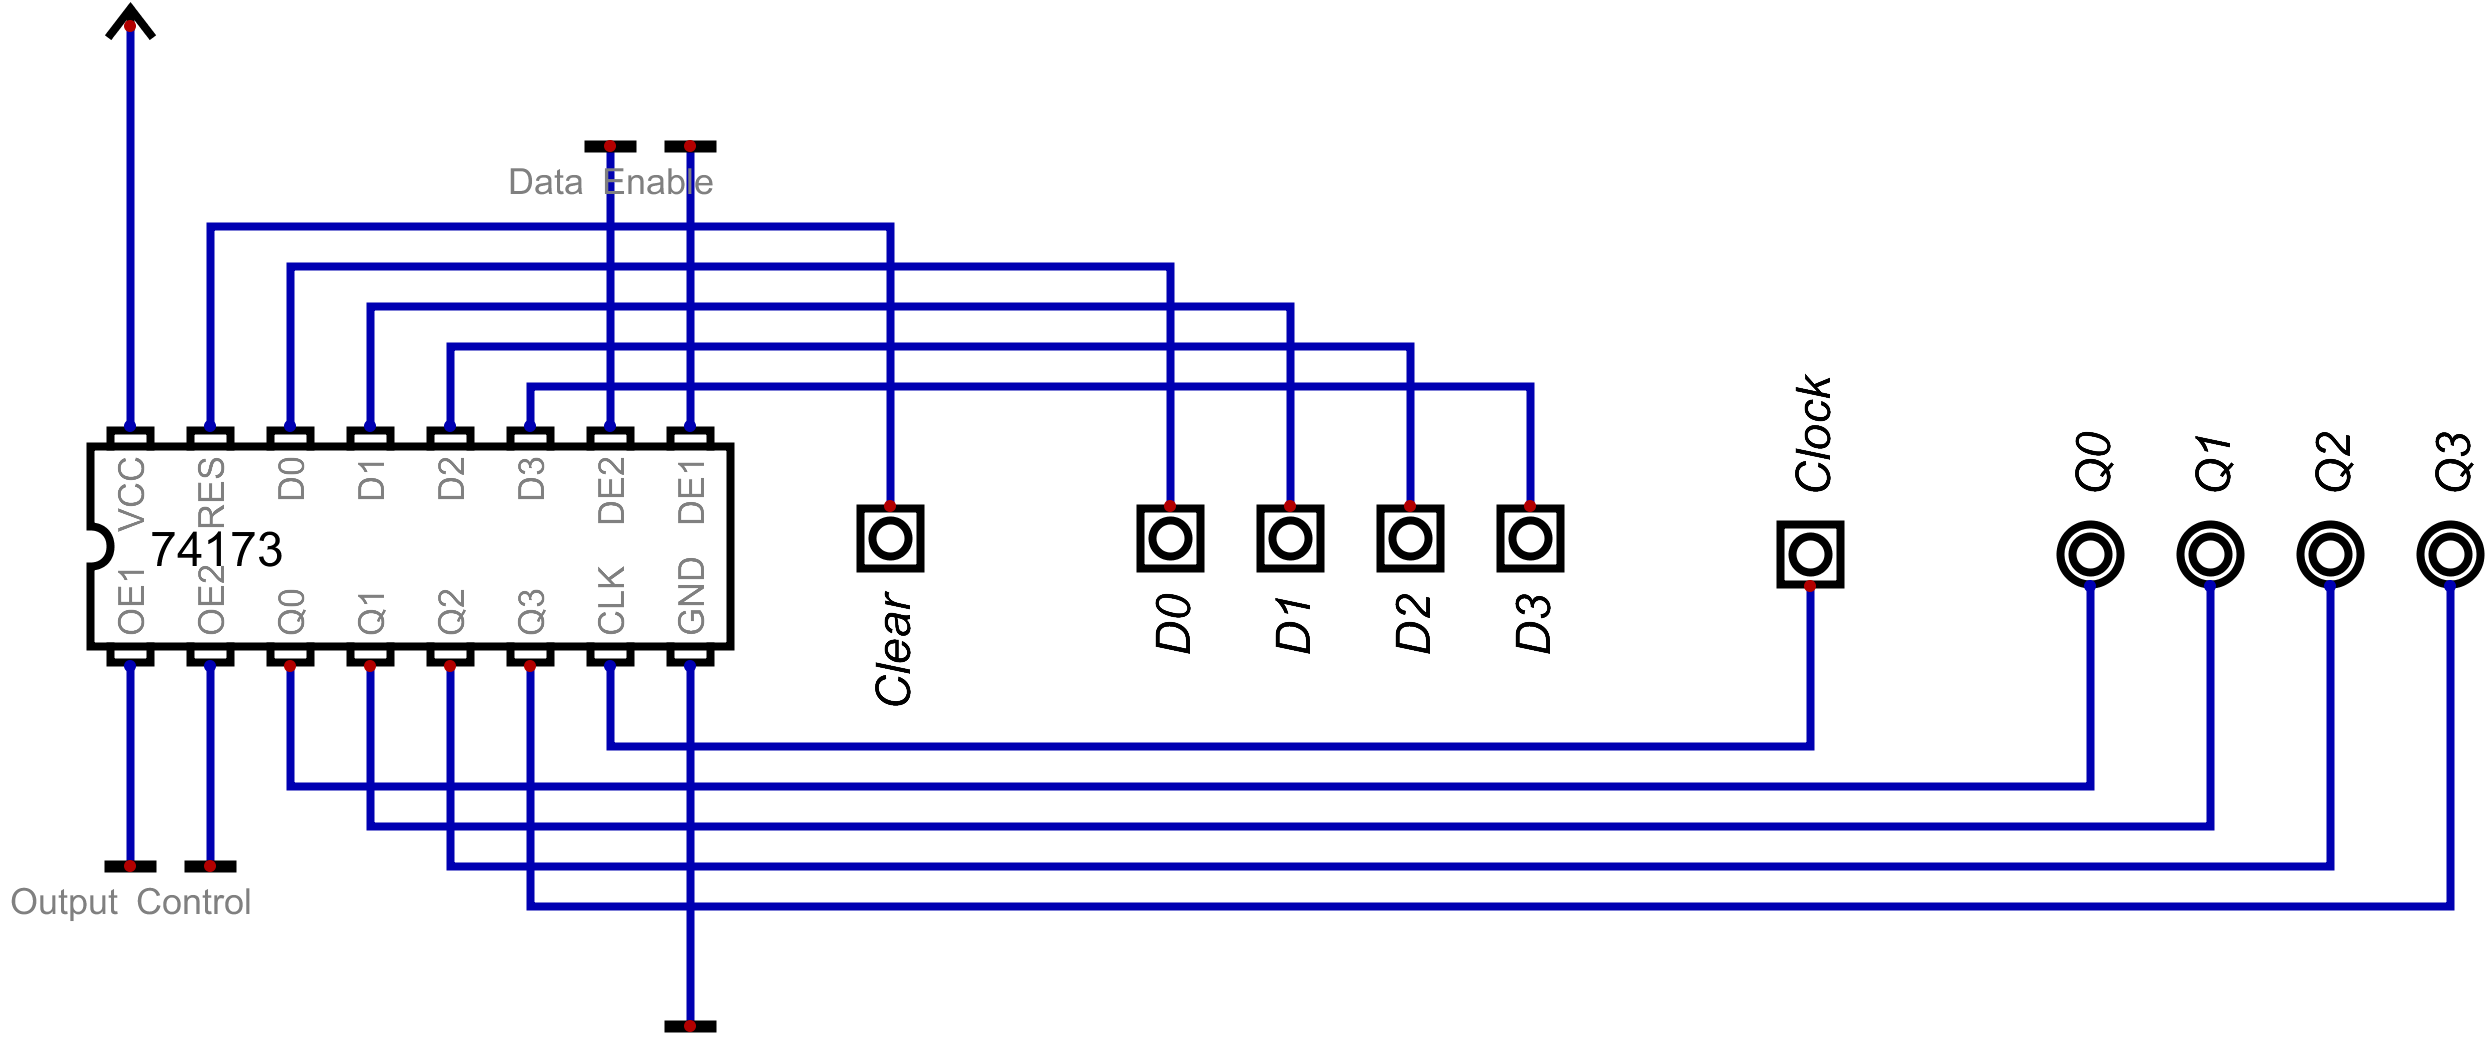 Data Enable
VCC
RES
D0
D1
D2
D3
DE2
DE1
74173
OE1
OE2
Q0
Q1
Q2
Q3
CLK
GND
Clear
D0
D1
D2
D3
Clock
Q0
Q1
Q2
Q3
Output Control